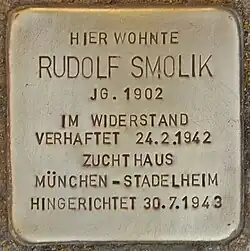 HIER WOHNTE
RUDOLF SMOLIK
JG. 1902
IM WIDERSTAND
VERHAFTET 24.2.1942
ZUCHTHAUS
MÜNCHEN-STADELHEIM
HINGERICHTET 30.7.1943